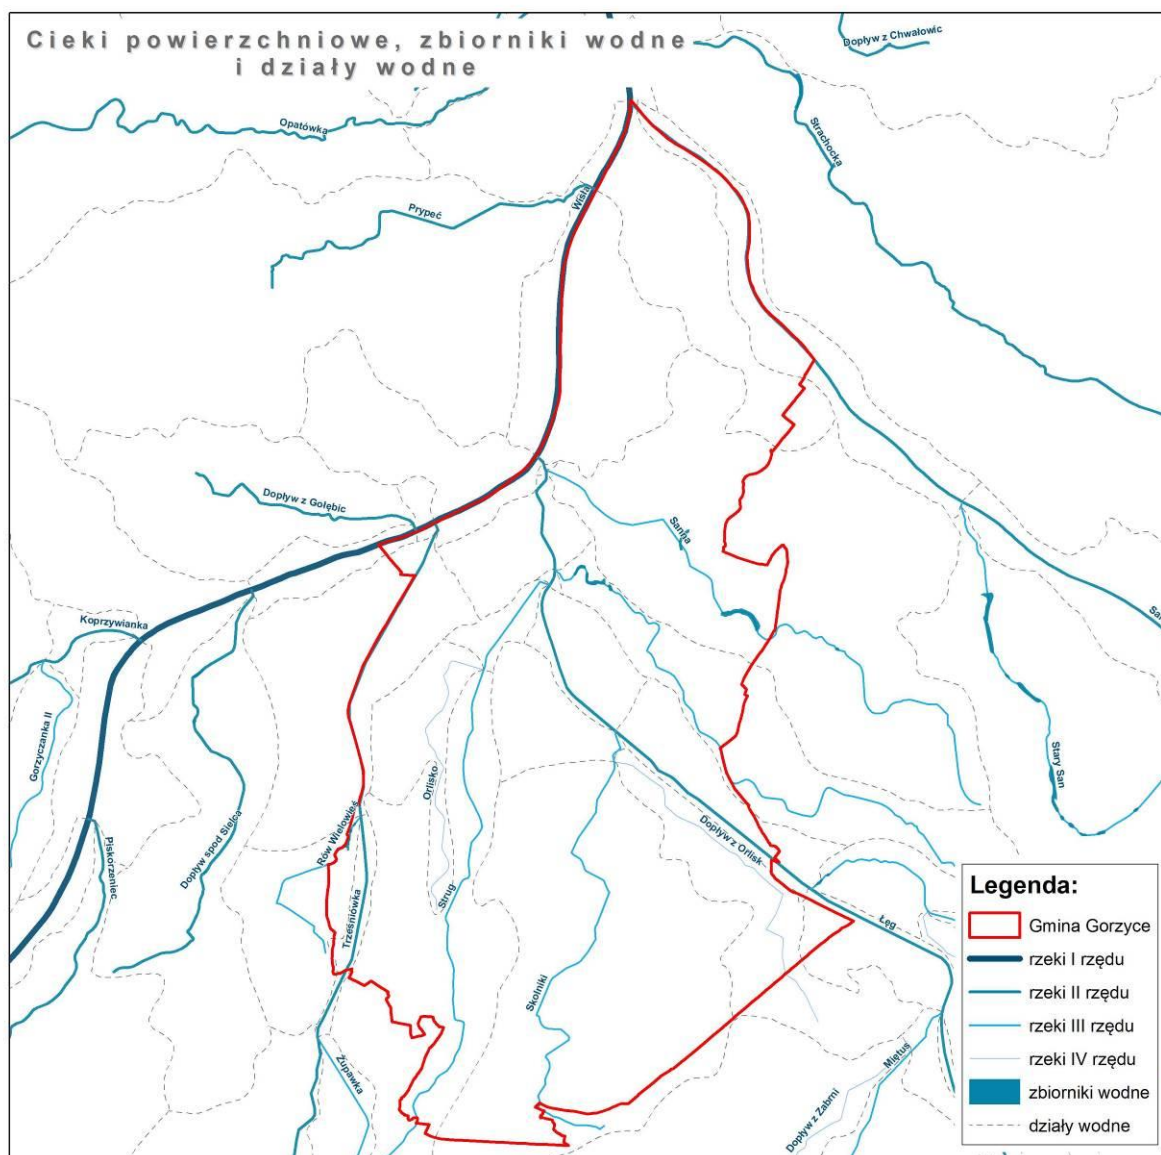 Cieki powierzchniowe, zbiorniki wodne
i działy wodne
Dopływ z Chwałowic
Opatówka
Strachocka
Wisła
Prypeć
Dopływ z Gołębic
Sanna
Koprzywianka
Gorzyczanka II
Stary San
Orlisko
Rów Wielowieś
Dopływ z Orlisk
Piskorzeniec
Dopływ spod Sielca
Strug
Trześniówka
Łęg
Skolniki
Żupawka
Miętus
Dopływ z Żabrni
Legenda:
Gmina Gorzyce
rzeki I rzędu
rzeki II rzędu
rzeki III rzędu
rzeki IV rzędu
zbiorniki wodne
działy wodne